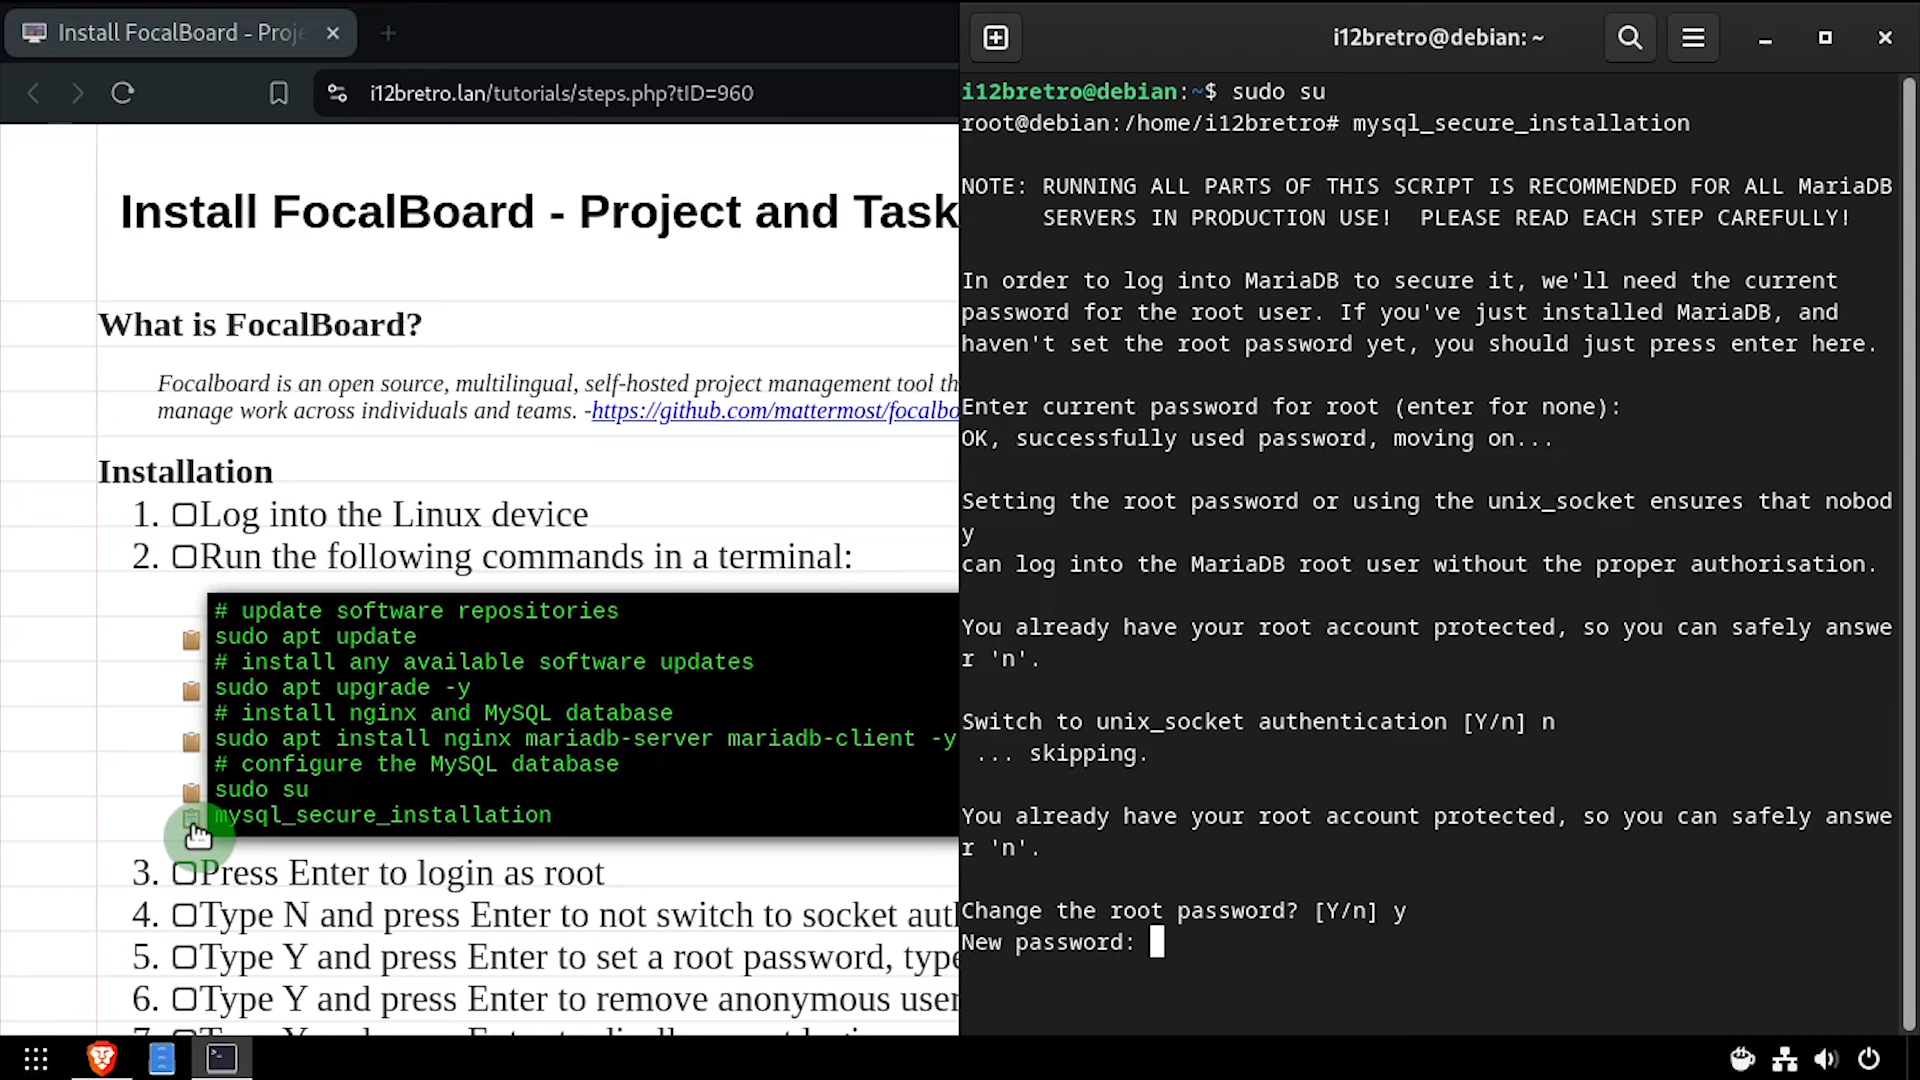 Install FocalBoard - Proje
i12bretro.lan/tutorials/steps.php?tID=960
Install FocalBoard - Project and Task
What is FocalBoard?
Focalboard is an open source, multilingual, self-hosted project management tool th
manage work across individuals and teams. -https://github.com/mattermost/focalbo
Installation
1. Log into the Linux device
2. Run the following commands in a terminal:
# update software repositories
sudo apt update
# install any available software updates
sudo apt upgrade -y
# install nginx and MySQL database
sudo apt install nginx mariadb-server mariadb-client -y
# configure the MySQL database
sudo su
mysql_secure_installation
3. Press Enter to login as root
4. Type N and press Enter to not switch to socket aut
5. Type Y and press Enter to set a root password, type
6. Type Y and press Enter to remove anonymous user
i12bretro@debian: ~
i12bretro@debian:~$ sudo su
root@debian:/home/i12bretro# mysql_secure_installation
NOTE: RUNNING ALL PARTS OF THIS SCRIPT IS RECOMMENDED FOR ALL MariaDB
SERVERS IN PRODUCTION USE!  PLEASE READ EACH STEP CAREFULLY!
In order to log into MariaDB to secure it, we'll need the current
password for the root user. If you've just installed MariaDB, and
haven't set the root password yet, you should just press enter here.
Enter current password for root (enter for none):
OK, successfully used password, moving on...
Setting the root password or using the unix_socket ensures that nobod
y
can log into the MariaDB root user without the proper authorisation.
You already have your root account protected, so you can safely answe
r 'n'.
Switch to unix_socket authentication [Y/n] n
... skipping.
You already have your root account protected, so you can safely answe
r 'n'.
Change the root password? [Y/n] y
New password: